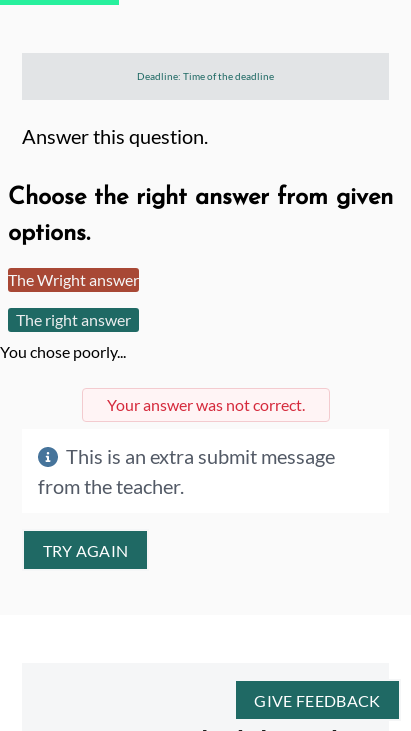 Deadline: Time of the deadline
Answer this question.
Choose the right answer from given
options.
The Wright answer
The right answer
You chose poorly...
Your answer was not correct.
This is an extra submit message
from the teacher.
TRY AGAIN
GIVE FEEDBACK